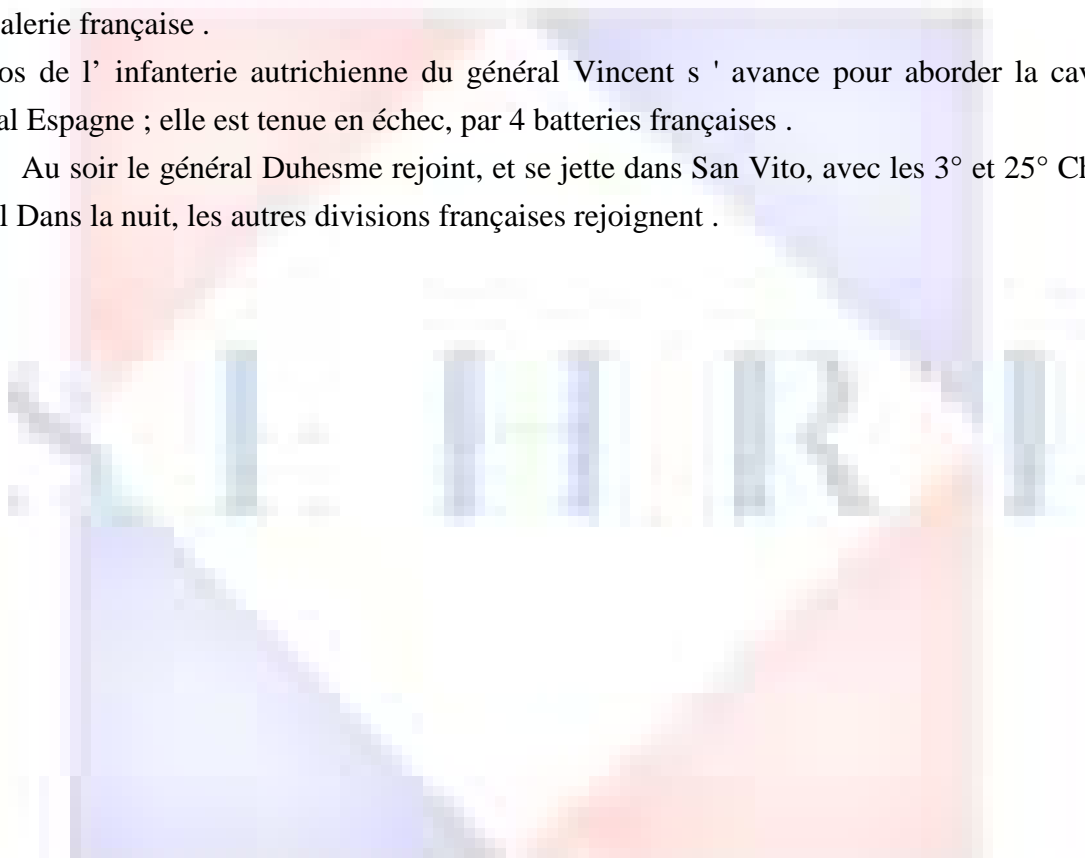 alerie française .
os de l’ infanterie autrichienne du général Vincent s ' avance pour aborder la cav
al Espagne ; elle est tenue en échec, par 4 batteries françaises .
Au soir le général Duhesme rejoint, et se jette dans San Vito, avec les 3° et 25° Ch
l Dans la nuit, les autres divisions françaises rejoignent .